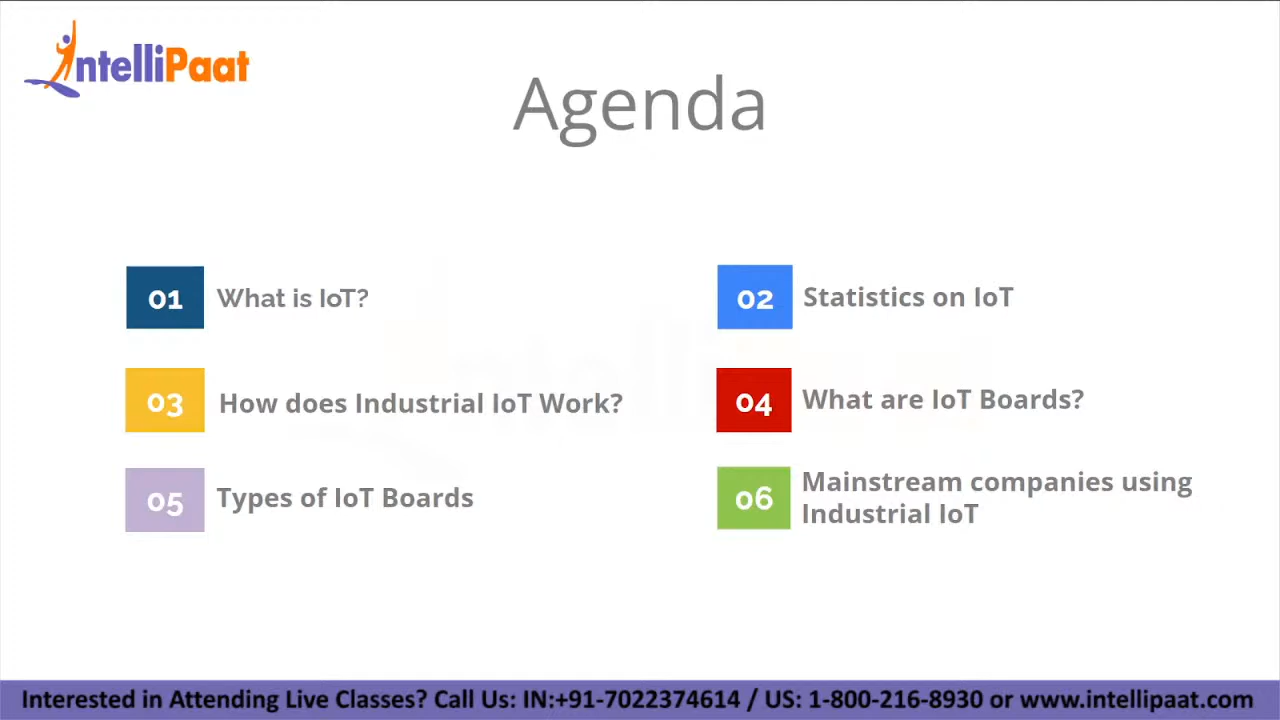 IntelliPaat
Agenda
01 What is IoT?
02 Statistics on IoT
03 How does Industrial IoT Work?
04 What are IoT Boards?
05 Types of IoT Boards
06 Mainstream companies using
Industrial IoT
Interested in Attending Live Classes? Call Us: IN:+91-7022374614 / US: 1-800-216-8930 or www.intellipaat.com